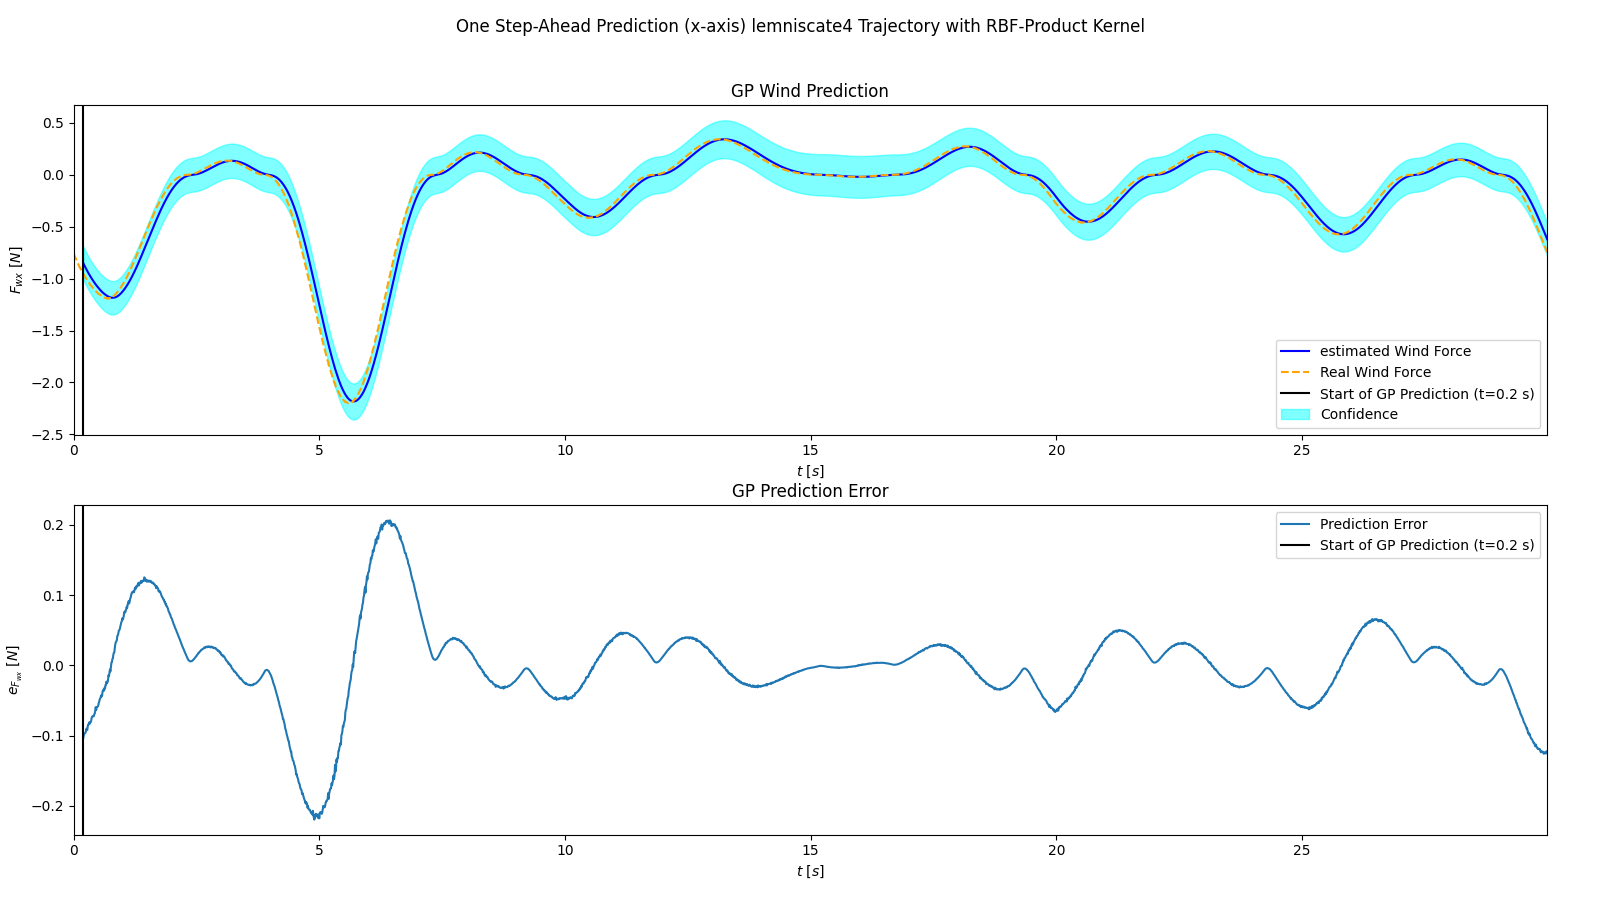 One Step-Ahead Prediction (x-axis) lemniscate4 Trajectory with RBF-Product Kernel
GP Wind Prediction
F_wx [N]
0.5
0.0
−0.5
−1.0
−1.5
−2.0
−2.5
estimated Wind Force
Real Wind Force
Start of GP Prediction (t=0.2 s)
Confidence
0 5 10 15 20 25
t [s]
GP Prediction Error
e_F_wx [N]
0.2
0.1
0.0
−0.1
−0.2
Prediction Error
Start of GP Prediction (t=0.2 s)
0 5 10 15 20 25
t [s]